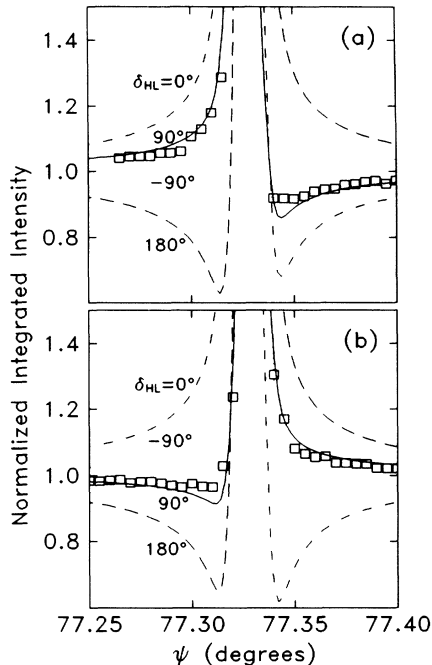 (a)
1.4
δHL=0°
1.2
90°
1.0
−90°
0.8
180°
Normalized Integrated Intensity
(b)
1.4
δHL=0°
1.2
−90°
1.0
90°
0.8
180°
0.6
77.25 77.30 77.35 77.40
ψ (degrees)